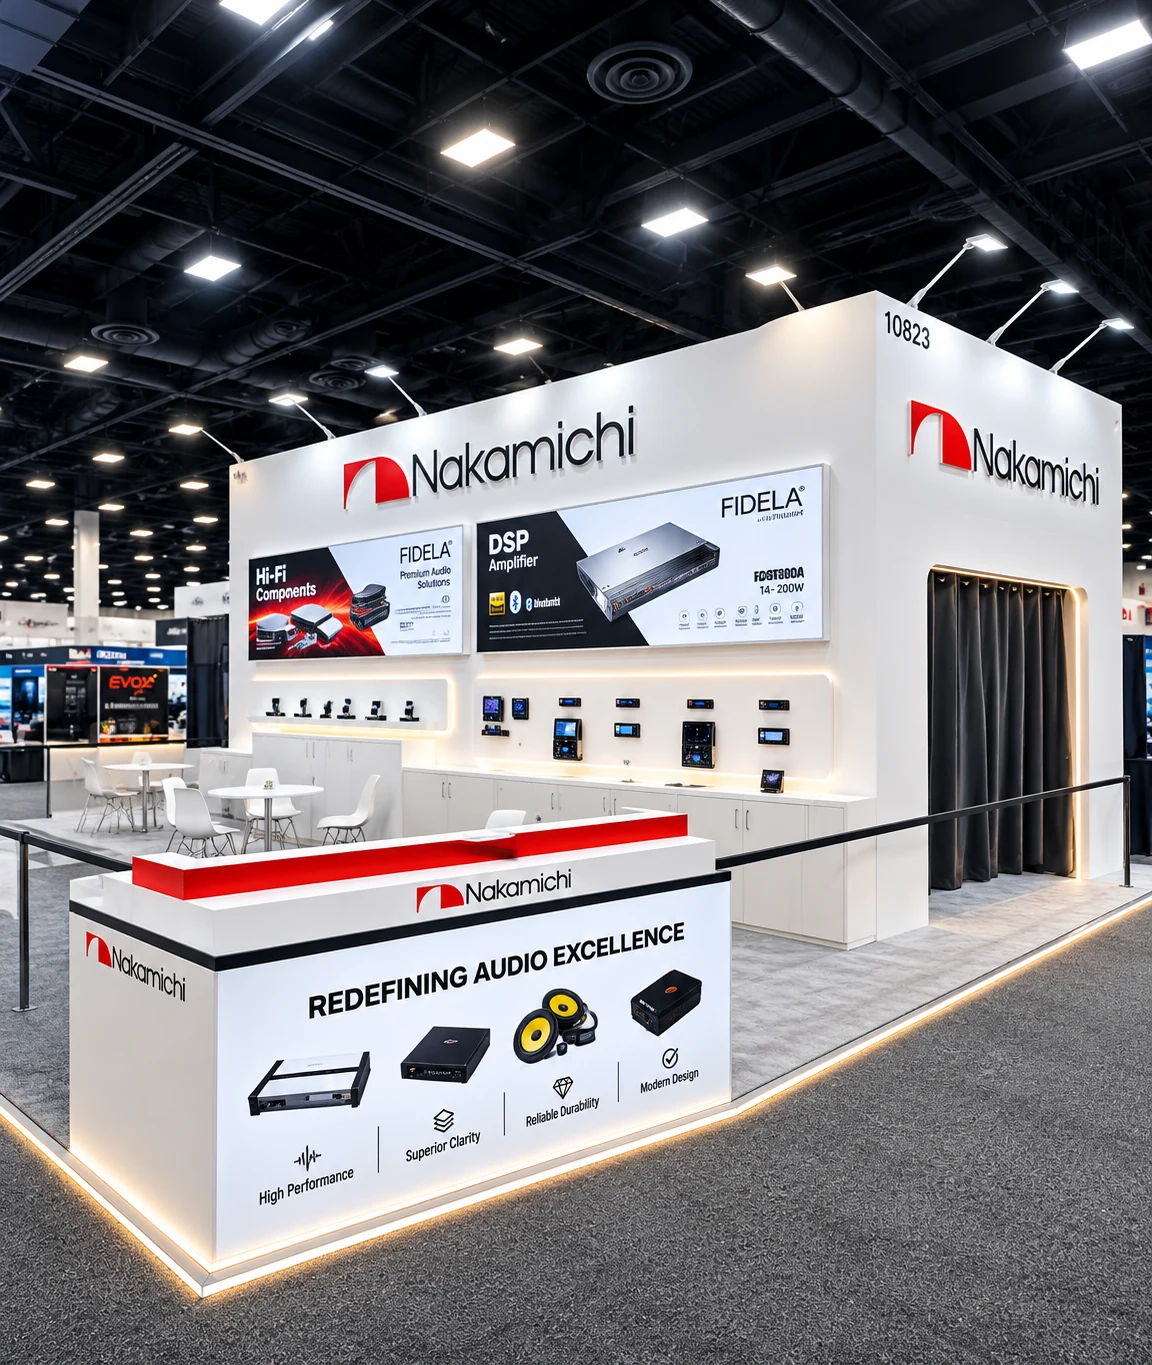 10823
Nakamichi
Nakamichi
FIDELA®
DSP
Amplifier
FIDELA®
Premium Audio
Solutions
Hi-Fi
Components
T4- 200W
EVOX
Nakamichi
Nakamichi
REDEFINING AUDIO EXCELLENCE
High Performance
Superior Clarity
Reliable Durability
Modern Design